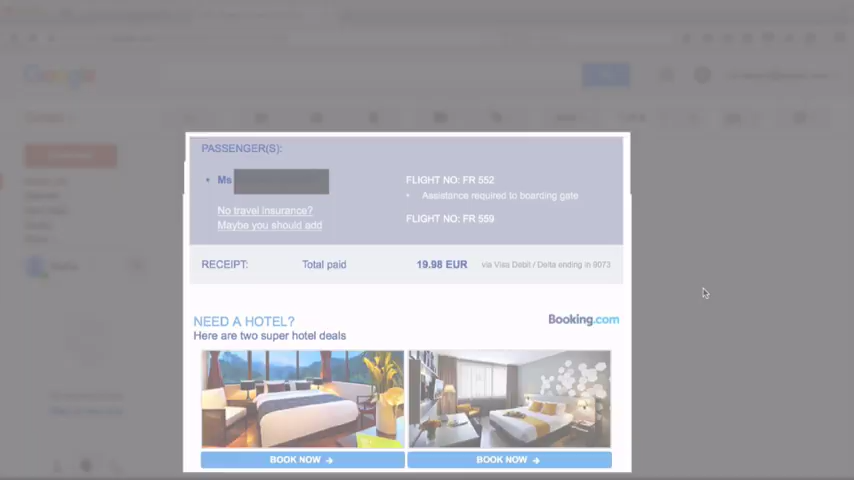 Google
PASSENGER(S):
• Ms
FLIGHT NO: FR 552
• Assistance required to boarding gate
No travel insurance?
Maybe you should add
FLIGHT NO: FR 559
RECEIPT: Total paid 19.98 EUR via Visa Debit / Delta ending in 9073
NEED A HOTEL?
Here are two super hotel deals
Booking.com
BOOK NOW →
BOOK NOW →